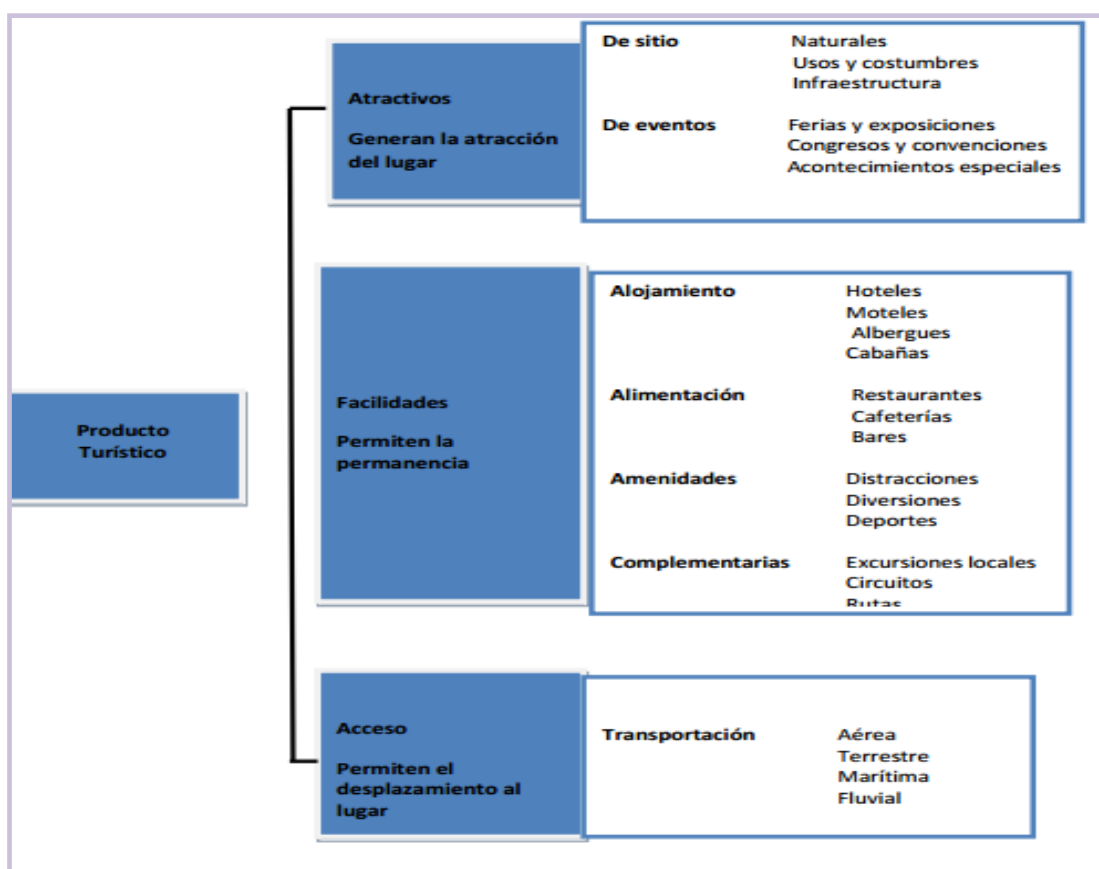 De sitio Naturales
Usos y costumbres
Infraestructura
Atractivos
Generan la atracción
del lugar
De eventos Ferias y exposiciones
Congresos y convenciones
Acontecimientos especiales
Producto
Turístico
Facilidades
Permiten la
permanencia
Alojamiento Hoteles
Moteles
Albergues
Cabañas
Alimentación Restaurantes
Cafeterías
Bares
Amenidades Distracciones
Diversiones
Deportes
Complementarias Excursiones locales
Circuitos
Rutas
Acceso
Permiten el
desplazamiento al
lugar
Transportación Aérea
Terrestre
Marítima
Fluvial